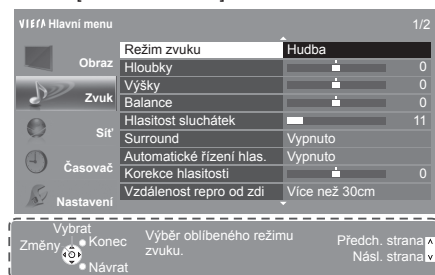 VIErA Hlavní menu 1/2
Obraz
Zvuk
Síť
Časovač
Nastavení
Režim zvuku Hudba
Hloubky 0
Výšky 0
Balance 0
Hlasitost sluchátek 11
Surround Vypnuto
Automatické řízení hlas. Vypnuto
Korekce hlasitosti 0
Vzdálenost repro od zdi Více než 30cm
Vybrat
Změny
Konec
Návrat
Výběr oblíbeného režimu
zvuku.
Předch. strana
Násl. strana